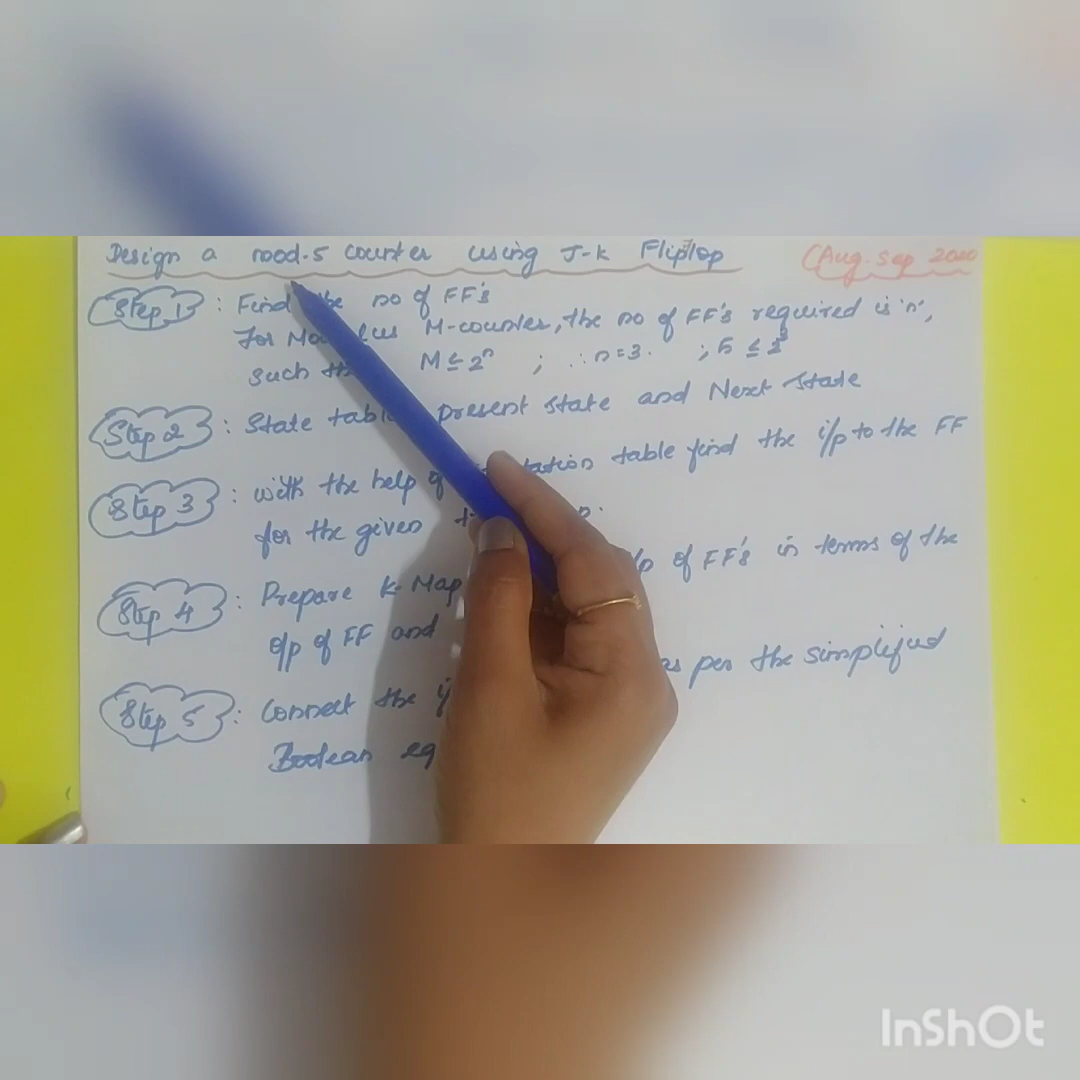 Design a mod-5 counter using J-K Flipflop (Aug-Sep 2000
Step 1 : Find the no of FF's
For M-counter, the no of FF's required is 'n',
such M ≤ 2ⁿ ; ∴ n=3. ; 5 ≤ 2³
Step 2 : State table present state and Next State
Step 3 : with the help of table find the i/p to the FF
for the given
Step 4 : Prepare K-Map of FF's in terms of the
o/p of FF and
Step 5 : Connect the as per the simplified
Boolean eq
InShOt